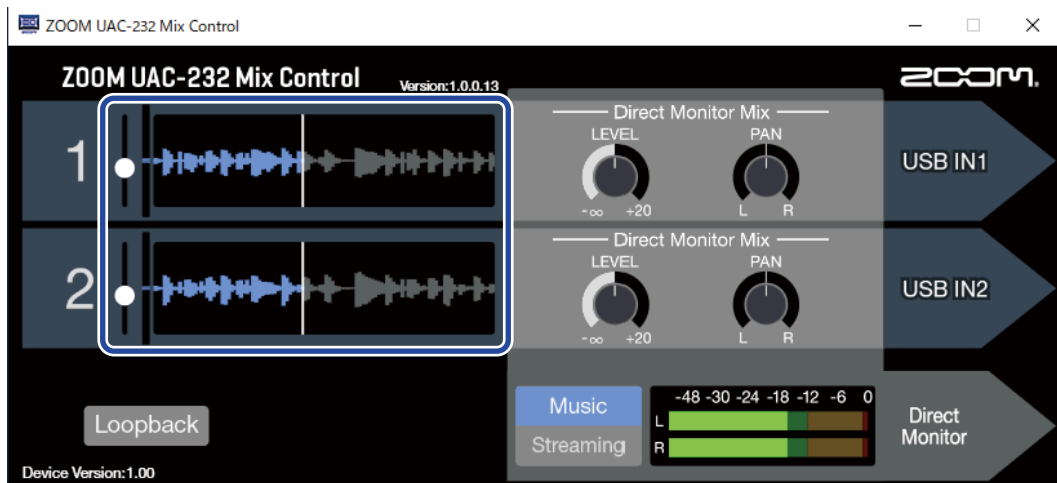 ZOOM UAC-232 Mix Control
ZOOM UAC-232 Mix Control
Version:1.0.0.13
ZOOM
1
Direct Monitor Mix
LEVEL
PAN
-∞ +20
L R
USB IN1
2
Direct Monitor Mix
LEVEL
PAN
-∞ +20
L R
USB IN2
Loopback
Music
Streaming
-48 -30 -24 -18 -12 -6 0
L
R
Direct
Monitor
Device Version:1.00